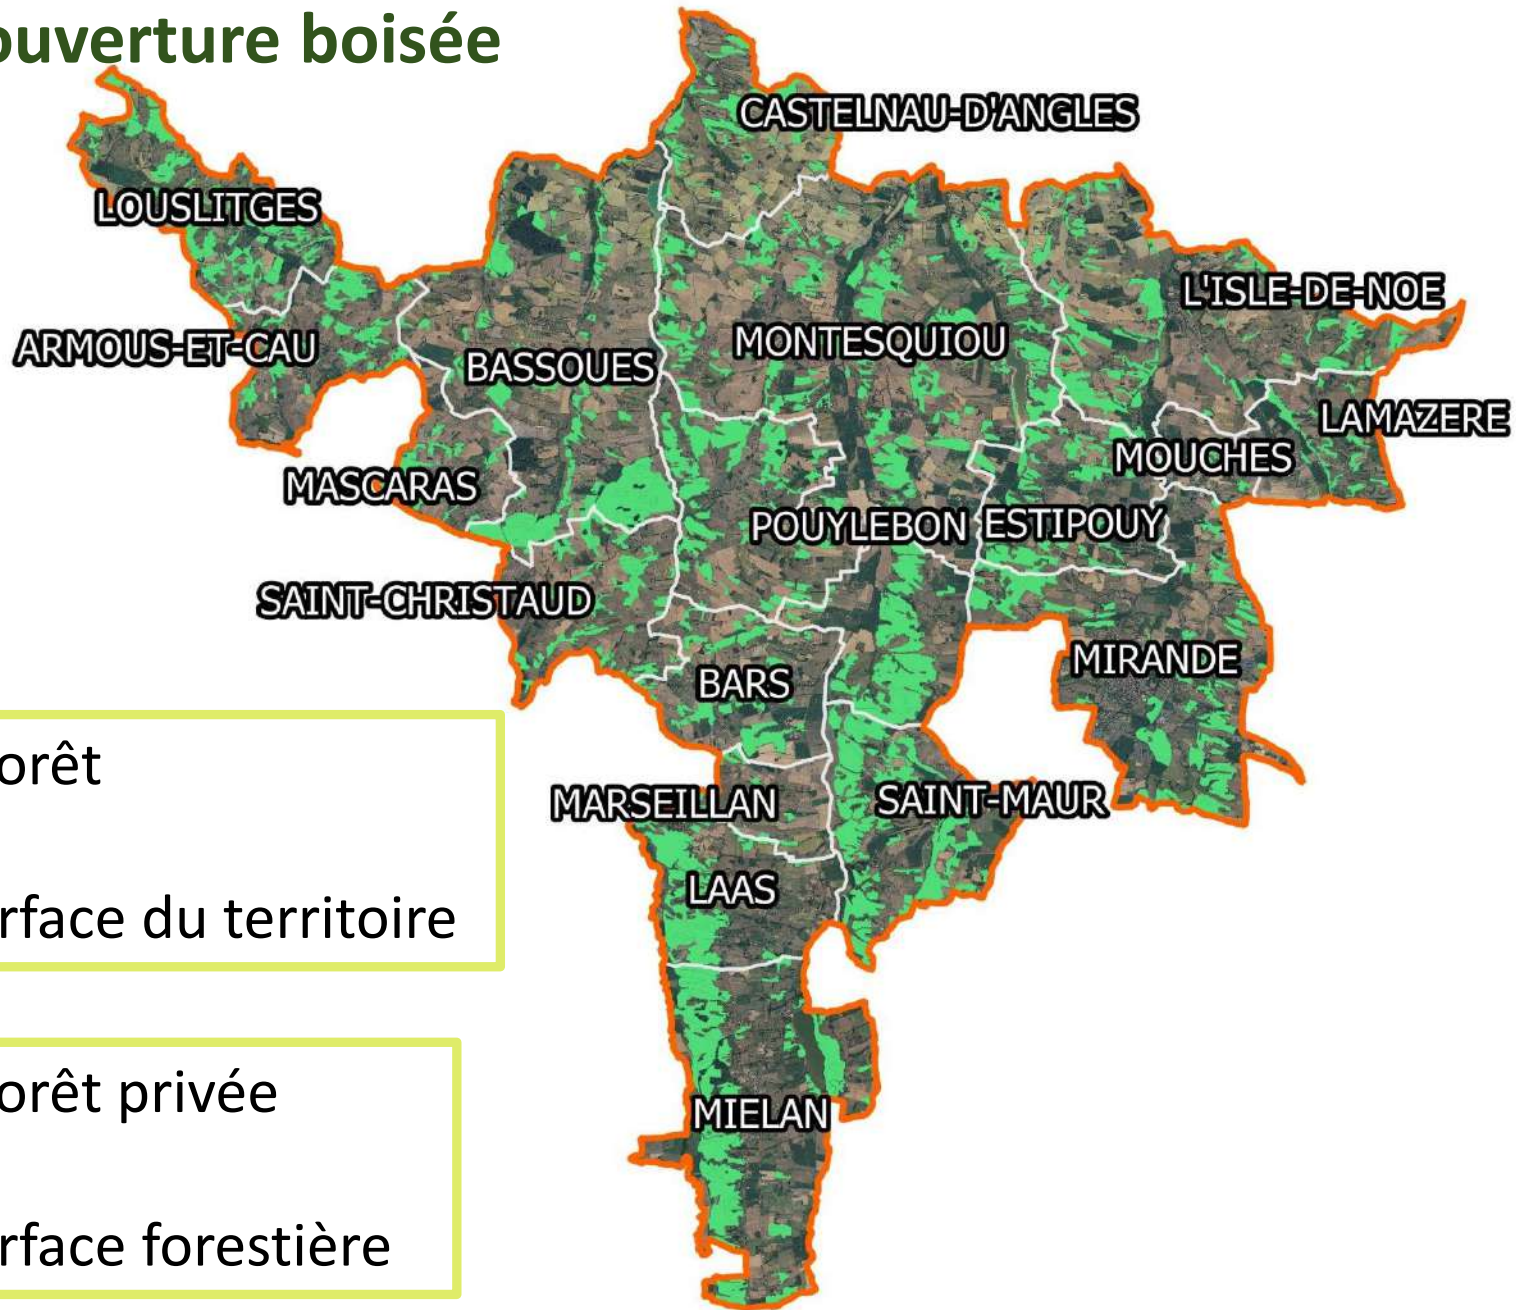 ouverture boisée
CASTELNAU-D'ANGLES
LOUSLITGES
L'ISLE-DE-NOE
ARMOUS-ET-CAU
MONTESQUIOU
BASSOUES
LAMAZERE
MOUCHES
MASCARAS
POUYLEBON
ESTIPOUY
SAINT-CHRISTAUD
MIRANDE
BARS
orêt
MARSEILLAN
SAINT-MAUR
LAAS
rface du territoire
orêt privée
MIELAN
rface forestière